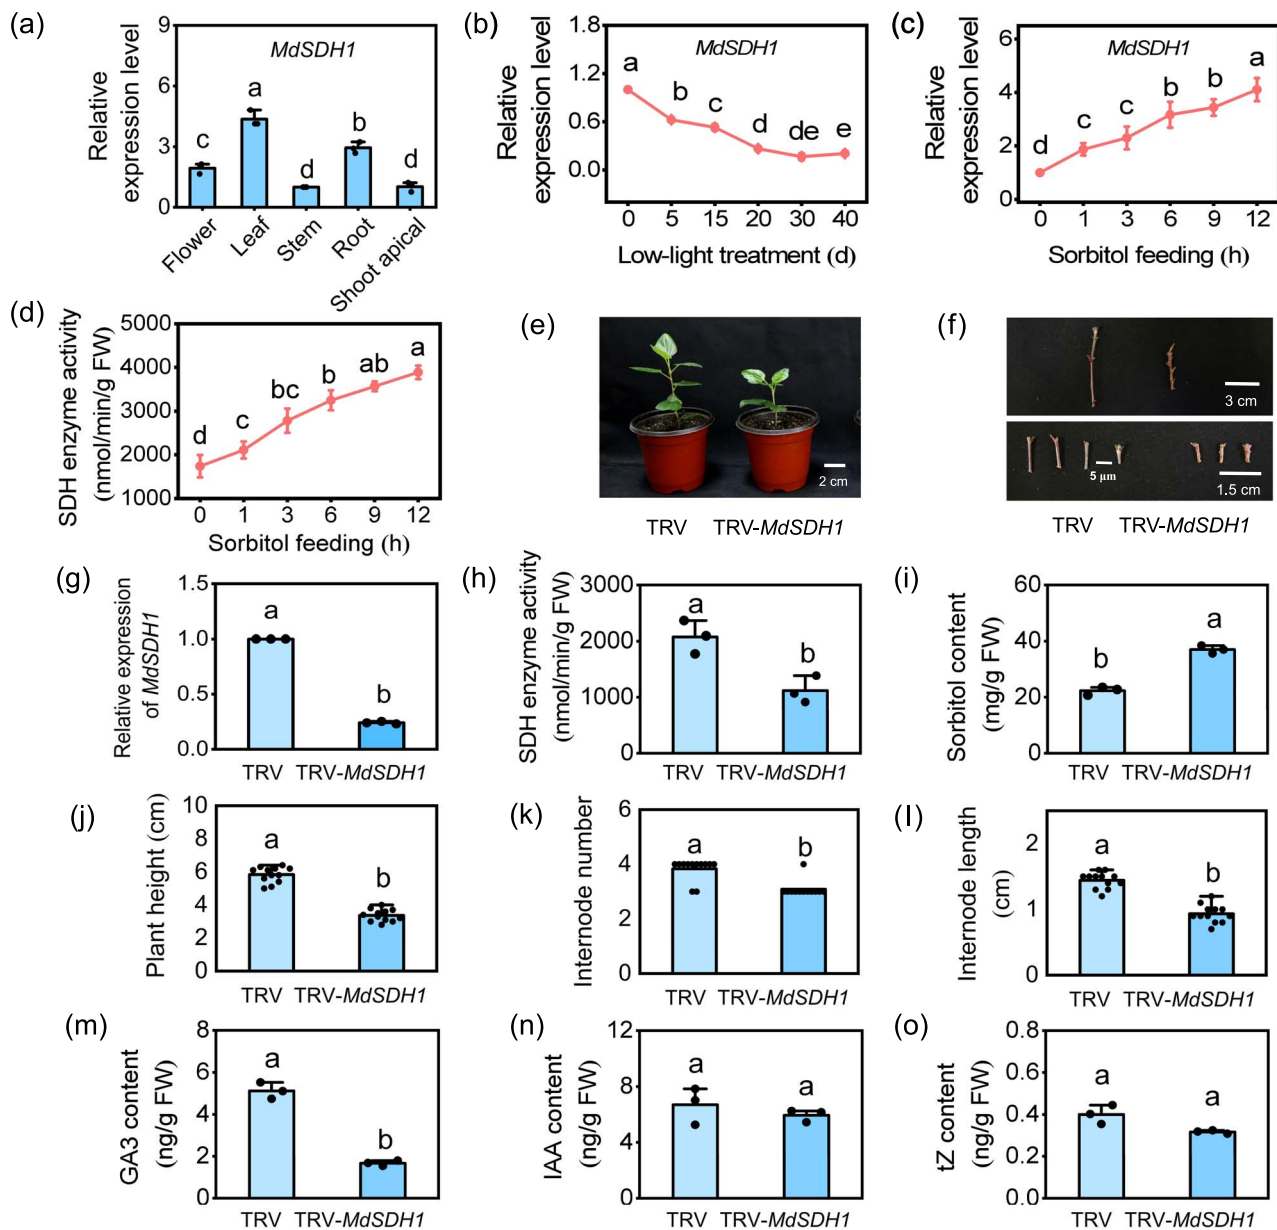 (a)
Relative
expression level
MdSDH1
9
6
3
0
c
a
d
b
d
Flower
Leaf
Stem
Root
Shoot apical
(b)
Relative
expression level
MdSDH1
1.8
1.2
0.6
0.0
a
b
c
d
de
e
0 5 15 20 30 40
Low-light treatment (d)
(c)
Relative
expression level
MdSDH1
6
4
2
0
d
c
c
b
b
a
0 1 3 6 9 12
Sorbitol feeding (h)
(d)
SDH enzyme activity
(nmol/min/g FW)
5000
4000
3000
2000
1000
d
c
bc
b
ab
a
0 1 3 6 9 12
Sorbitol feeding (h)
(e)
2 cm
TRV TRV-MdSDH1
(f)
3 cm
5 μm
1.5 cm
TRV TRV-MdSDH1
(g)
Relative expression
of MdSDH1
1.5
1.0
0.5
0.0
a
b
TRV TRV-MdSDH1
(h)
SDH enzyme activity
(nmol/min/g FW)
3000
2000
1000
0
a
b
TRV TRV-MdSDH1
(i)
Sorbitol content
(mg/g FW)
60
40
20
0
b
a
TRV TRV-MdSDH1
(j)
Plant height (cm)
10
8
6
4
2
0
a
b
TRV TRV-MdSDH1
(k)
Internode number
6
4
2
0
a
b
TRV TRV-MdSDH1
(l)
Internode length
(cm)
2
1
0
a
b
TRV TRV-MdSDH1
(m)
GA3 content
(ng/g FW)
8
6
4
2
0
a
b
TRV TRV-MdSDH1
(n)
IAA content
(ng/g FW)
12
8
4
0
a
a
TRV TRV-MdSDH1
(o)
tZ content
(ng/g FW)
0.8
0.6
0.4
0.2
0.0
a
a
TRV TRV-MdSDH1